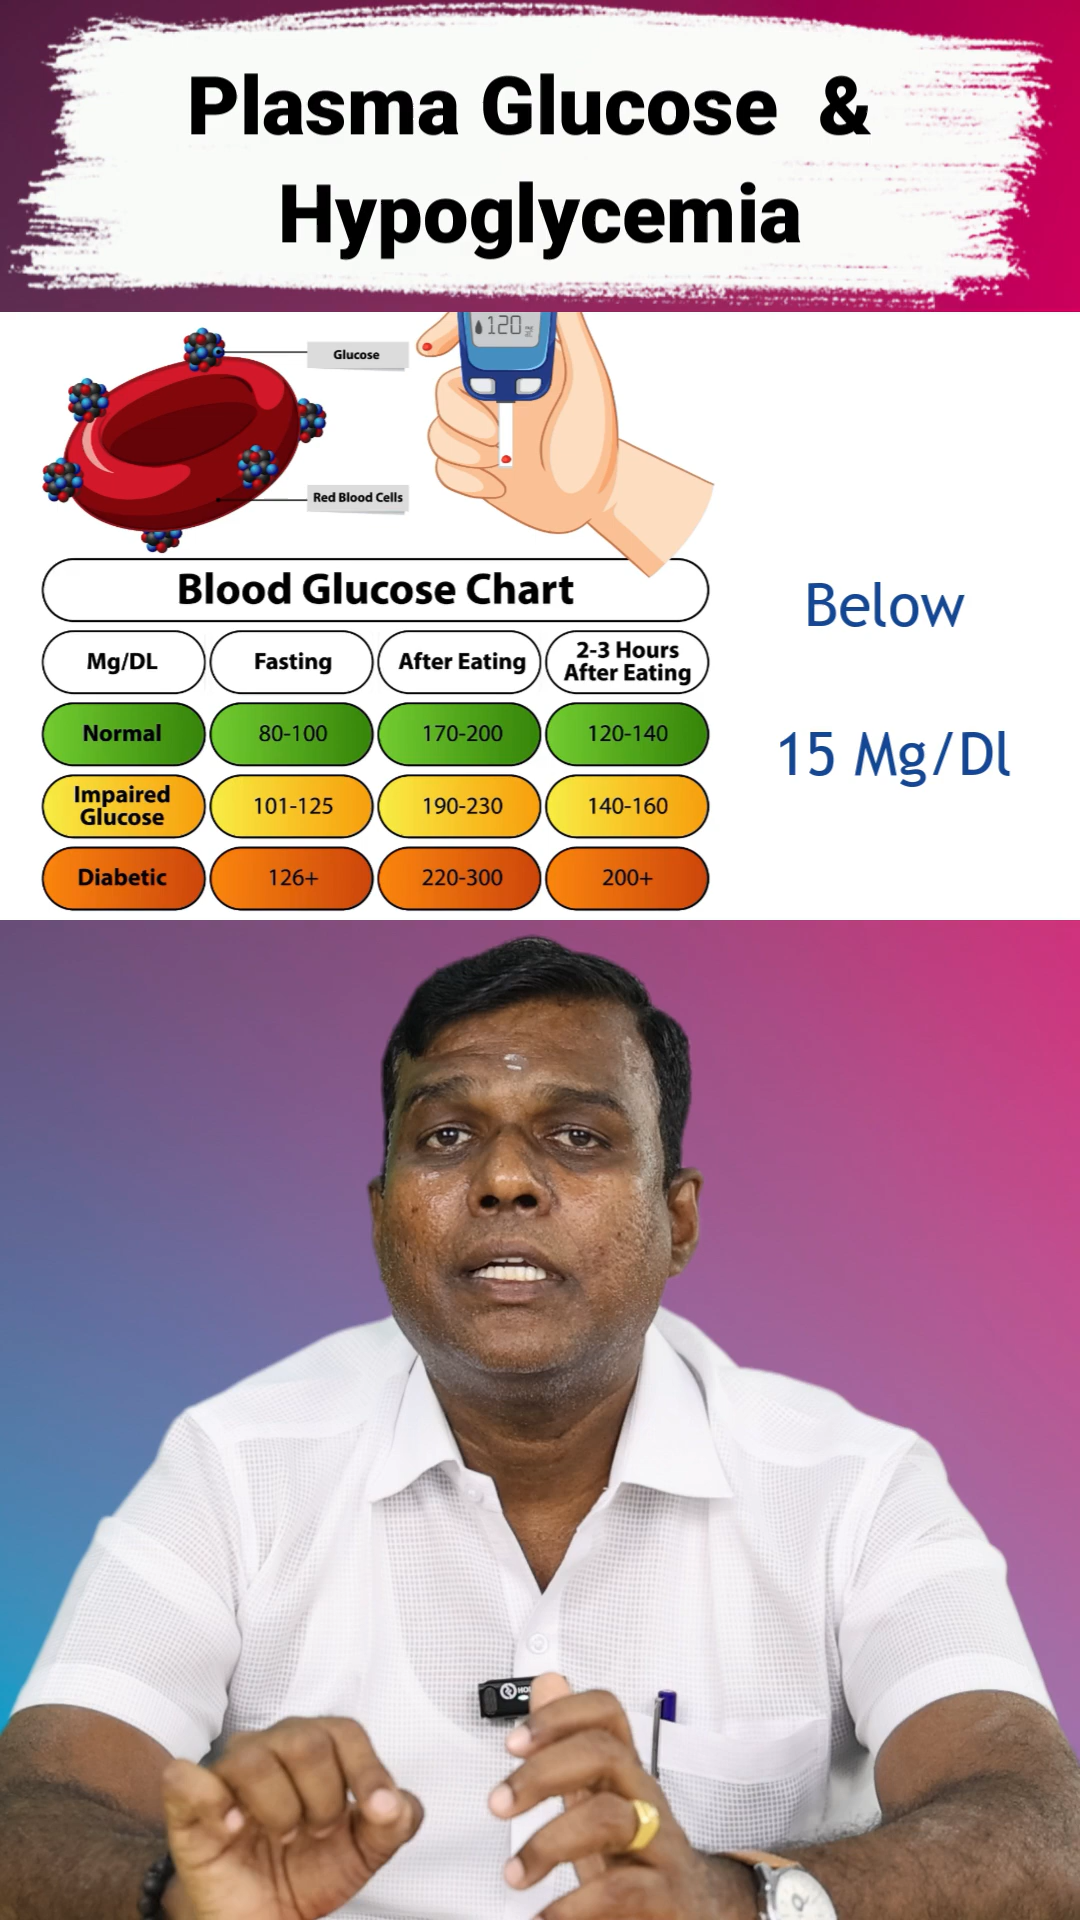 Plasma Glucose &
Hypoglycemia
120
Glucose
Red Blood Cells
Blood Glucose Chart
Mg/DL Fasting After Eating 2-3 Hours After Eating
Normal 80-100 170-200 120-140
Impaired Glucose 101-125 190-230 140-160
Diabetic 126+ 220-300 200+
Below
15 Mg/Dl